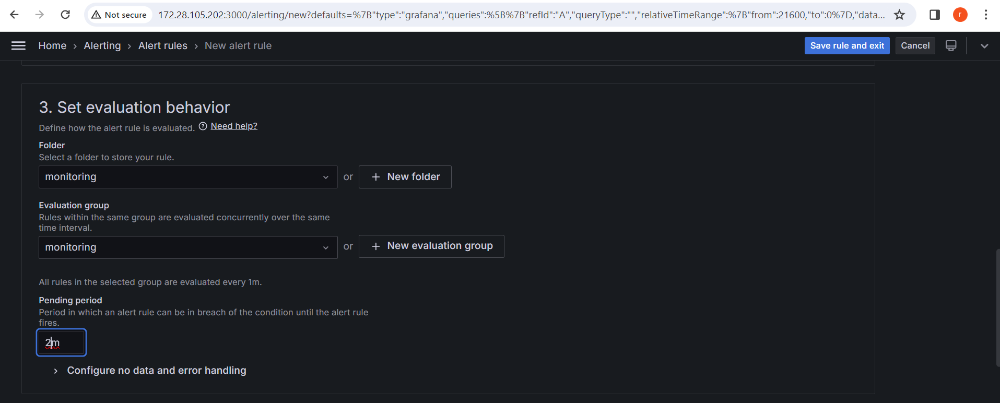 Not secure 172.28.105.202:3000/alerting/new?defaults=%7B"type":"grafana","queries":%5B%7B"refId":"A","queryType":"","relativeTimeRange":%7B"from":21600,"to":0%7D,"data... r
Home › Alerting › Alert rules › New alert rule Save rule and exit Cancel
3. Set evaluation behavior
Define how the alert rule is evaluated. Need help?
Folder
Select a folder to store your rule.
monitoring or + New folder
Evaluation group
Rules within the same group are evaluated concurrently over the same
time interval.
monitoring or + New evaluation group
All rules in the selected group are evaluated every 1m.
Pending period
Period in which an alert rule can be in breach of the condition until the alert rule
fires.
2m
Configure no data and error handling